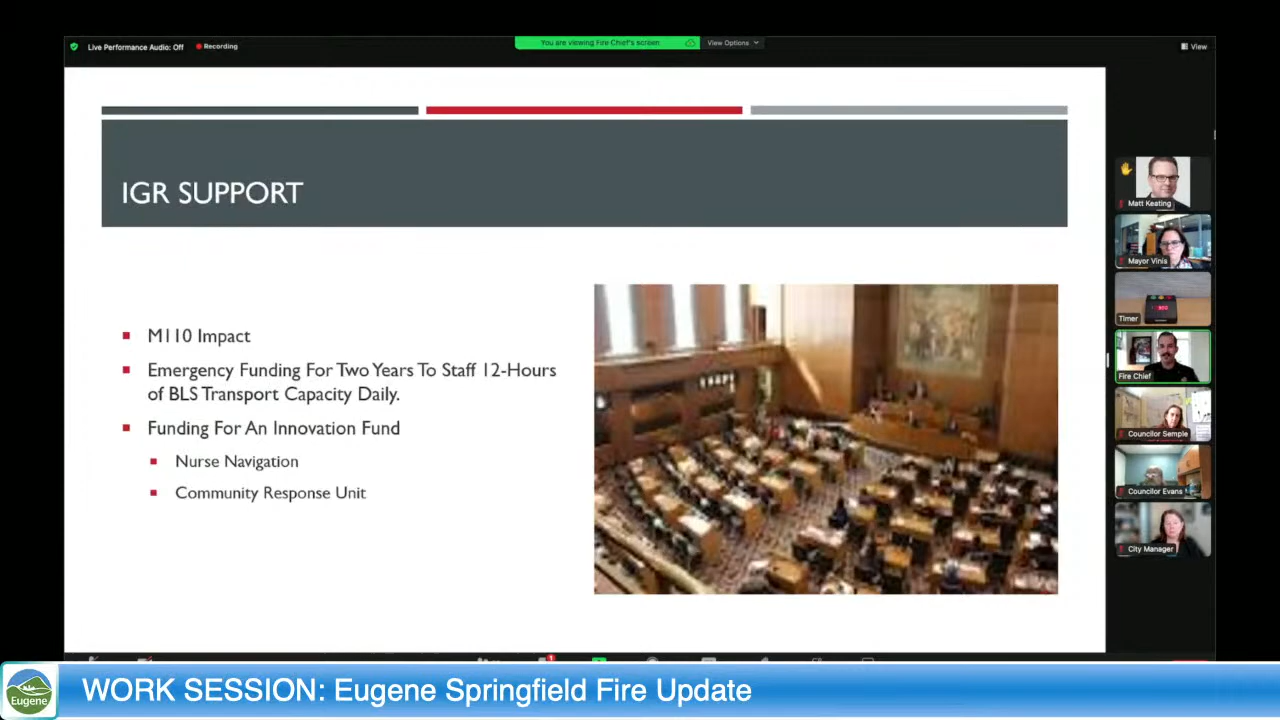 Live Performance Audio: Off
Recording
You are viewing Fire Chief's screen
View Options
View
IGR SUPPORT
M110 Impact
Emergency Funding For Two Years To Staff 12-Hours
of BLS Transport Capacity Daily.
Funding For An Innovation Fund
Nurse Navigation
Community Response Unit
Matt Keating
Mayor Vinis
Timer
Fire Chief
Councilor Semple
Councilor Evans
City Manager
1
Eugene
WORK SESSION: Eugene Springfield Fire Update